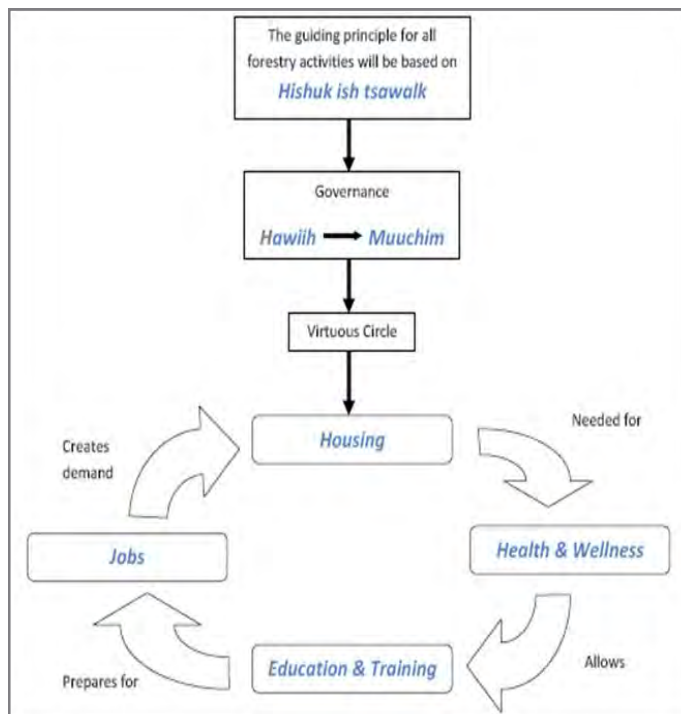 The guiding principle for all
forestry activities will be based on
Hishuk ish tsawalk
Governance
Hawiih Muuchim
Virtuous Circle
Housing
Needed for
Creates
demand
Jobs
Health & Wellness
Education & Training
Prepares for
Allows